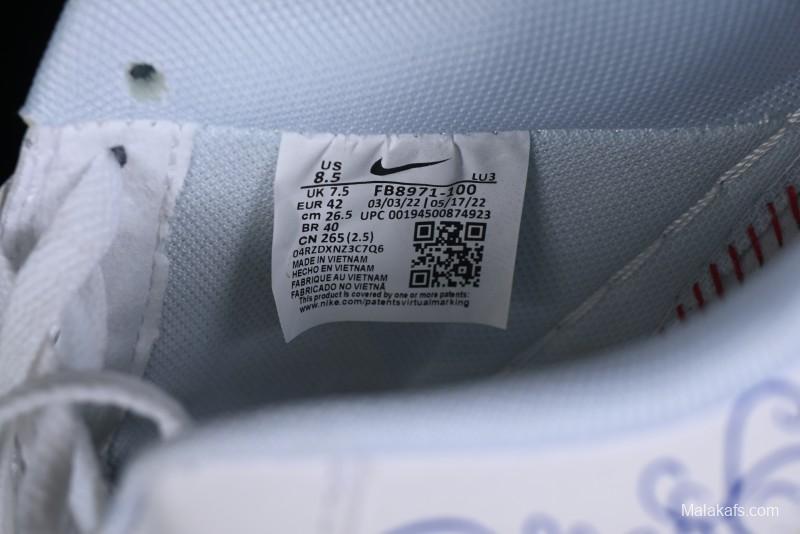 US
8.5
LU3
UK 7.5 FB8971-100
EUR 42 03/03/22 | 05/17/22
cm 26.5 UPC 00194500874923
BR 40
CN 265 (2.5)
04RZDXNZ3C7Q6
MADE IN VIETNAM
HECHO EN VIETNAM
FABRIQUE AU VIETNAM
FABRICADO NO VIETNÃ
This product is covered by one or more patents:
www.nike.com/patentsvirtualmarking
Malakafs.com